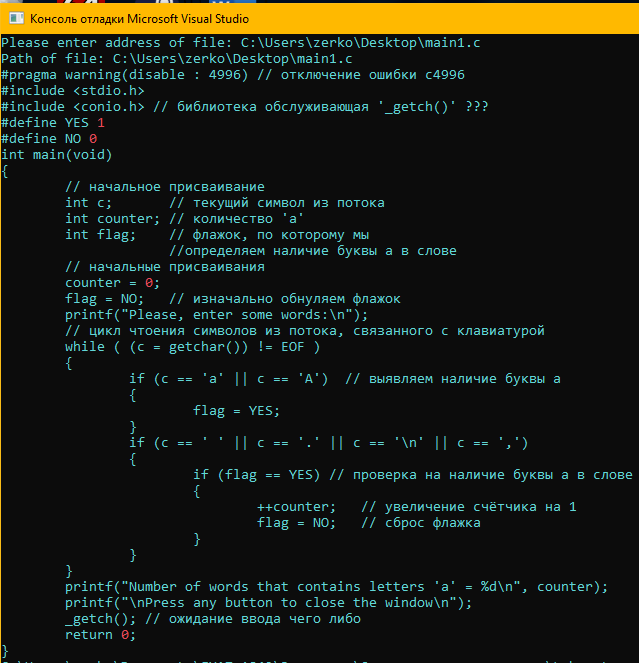 Консоль отладки Microsoft Visual Studio
Please enter address of file: C:\Users\zerko\Desktop\main1.c
Path of file: C:\Users\zerko\Desktop\main1.c
#pragma warning(disable : 4996) // отключение ошибки c4996
#include <stdio.h>
#include <conio.h> // библиотека обслуживающая '_getch()' ???
#define YES 1
#define NO 0
int main(void)
{
        // начальное присваивание
        int c;       // текущий символ из потока
        int counter; // количество 'a'
        int flag;    // флажок, по которому мы
                     //определяем наличие буквы а в слове
        // начальные присваивания
        counter = 0;
        flag = NO;   // изначально обнуляем флажок
        printf("Please, enter some words:\n");
        // цикл чтоения символов из потока, связанного с клавиатурой
        while ( (c = getchar()) != EOF )
        {
                if (c == 'a' || c == 'A')  // выявляем наличие буквы а
                {
                        flag = YES;
                }
                if (c == ' ' || c == '.' || c == '\n' || c == ',')
                {
                        if (flag == YES) // проверка на наличие буквы а в слове
                        {
                                ++counter;   // увеличение счётчика на 1
                                flag = NO;   // сброс флажка
                        }
                }
        }
        printf("Number of words that contains letters 'a' = %d\n", counter);
        printf("\nPress any button to close the window\n");
        _getch(); // ожидание ввода чего либо
        return 0;
}